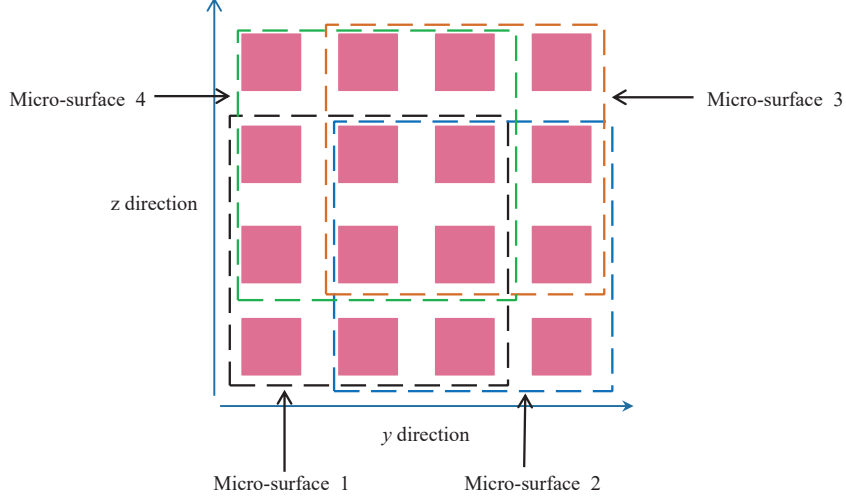 Micro-surface 4
Micro-surface 3
z direction
y direction
Micro-surface 1
Micro-surface 2